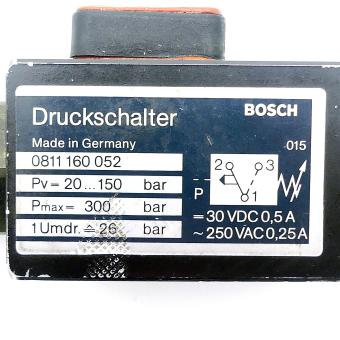 Druckschalter BOSCH
Made in Germany 015
0811 160 052
Pv = 20...150 bar
Pmax = 300 bar
1 Umdr. ≙ 26 bar
2 3
P 1
= 30 VDC 0,5 A
~ 250 VAC 0,25 A